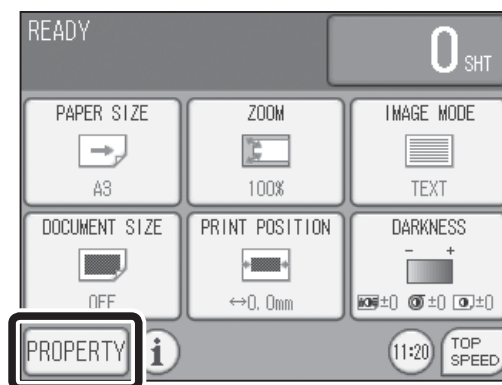 READY
0 SHT
PAPER SIZE
ZOOM
IMAGE MODE
A3
100%
TEXT
DOCUMENT SIZE
PRINT POSITION
DARKNESS
- +
OFF
↔0. 0mm
±0 ±0 ±0
PROPERTY
i
11:20
TOP
SPEED